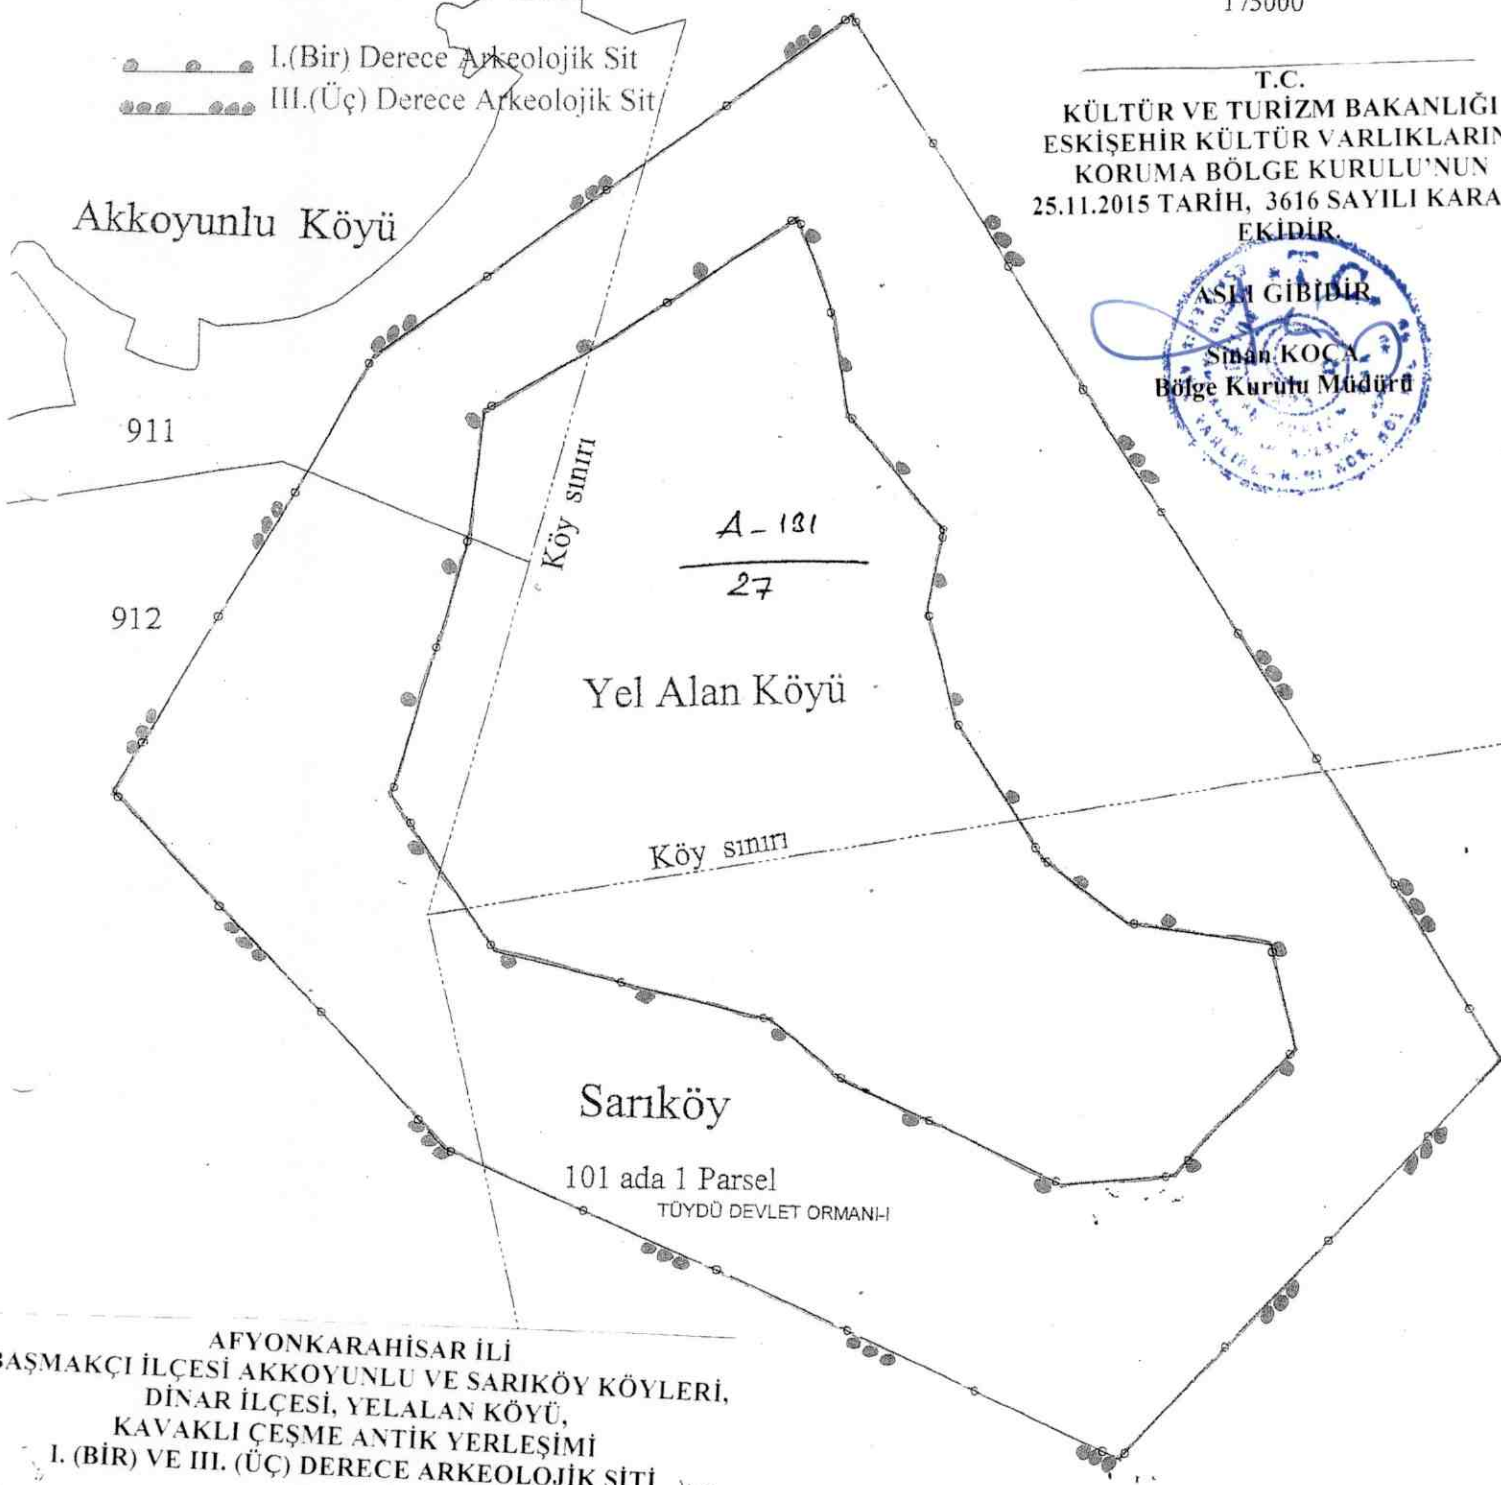 1/5000
I.(Bir) Derece Arkeolojik Sit
III.(Üç) Derece Arkeolojik Sit
T.C.
KÜLTÜR VE TURİZM BAKANLIĞI
ESKİŞEHİR KÜLTÜR VARLIKLARIN
KORUMA BÖLGE KURULU'NUN
25.11.2015 TARİH, 3616 SAYILI KARA
EKİDİR.
T.C.
ASLI GİBİDİR
Sinan KOÇA
Bölge Kurulu Müdürü
Akkoyunlu Köyü
911
Köy sınırı
A-131
27
912
Yel Alan Köyü
Köy sınırı
Sarıköy
101 ada 1 Parsel
TÜYDÜ DEVLET ORMANI-I
AFYONKARAHİSAR İLİ
BAŞMAKÇI İLÇESİ AKKOYUNLU VE SARIKÖY KÖYLERİ,
DİNAR İLÇESİ, YELALAN KÖYÜ,
KAVAKLI ÇEŞME ANTİK YERLEŞİMİ
I. (BİR) VE III. (ÜÇ) DERECE ARKEOLOJİK SİTİ